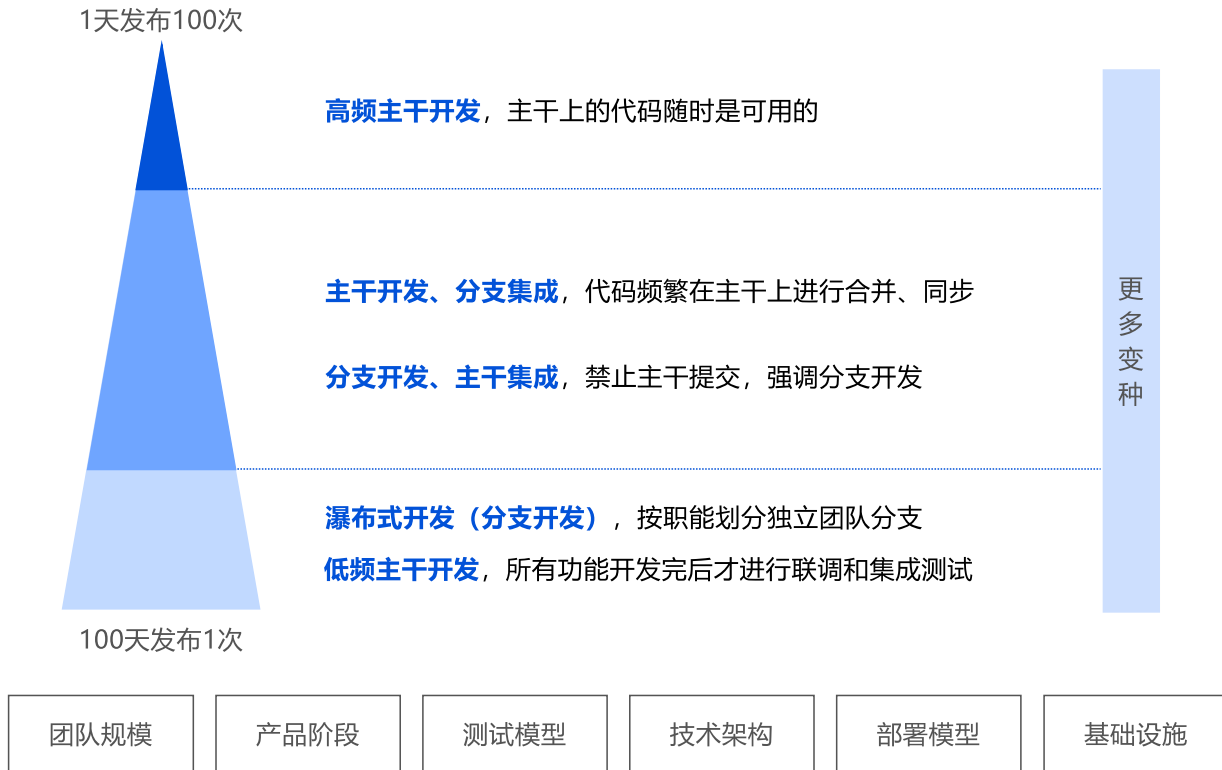 1天发布100次
高频主干开发，主干上的代码随时是可用的
主干开发、分支集成，代码频繁在主干上进行合并、同步
分支开发、主干集成，禁止主干提交，强调分支开发
更
多
变
种
瀑布式开发（分支开发），按职能划分独立团队分支
低频主干开发，所有功能开发完后才进行联调和集成测试
100天发布1次
团队规模
产品阶段
测试模型
技术架构
部署模型
基础设施